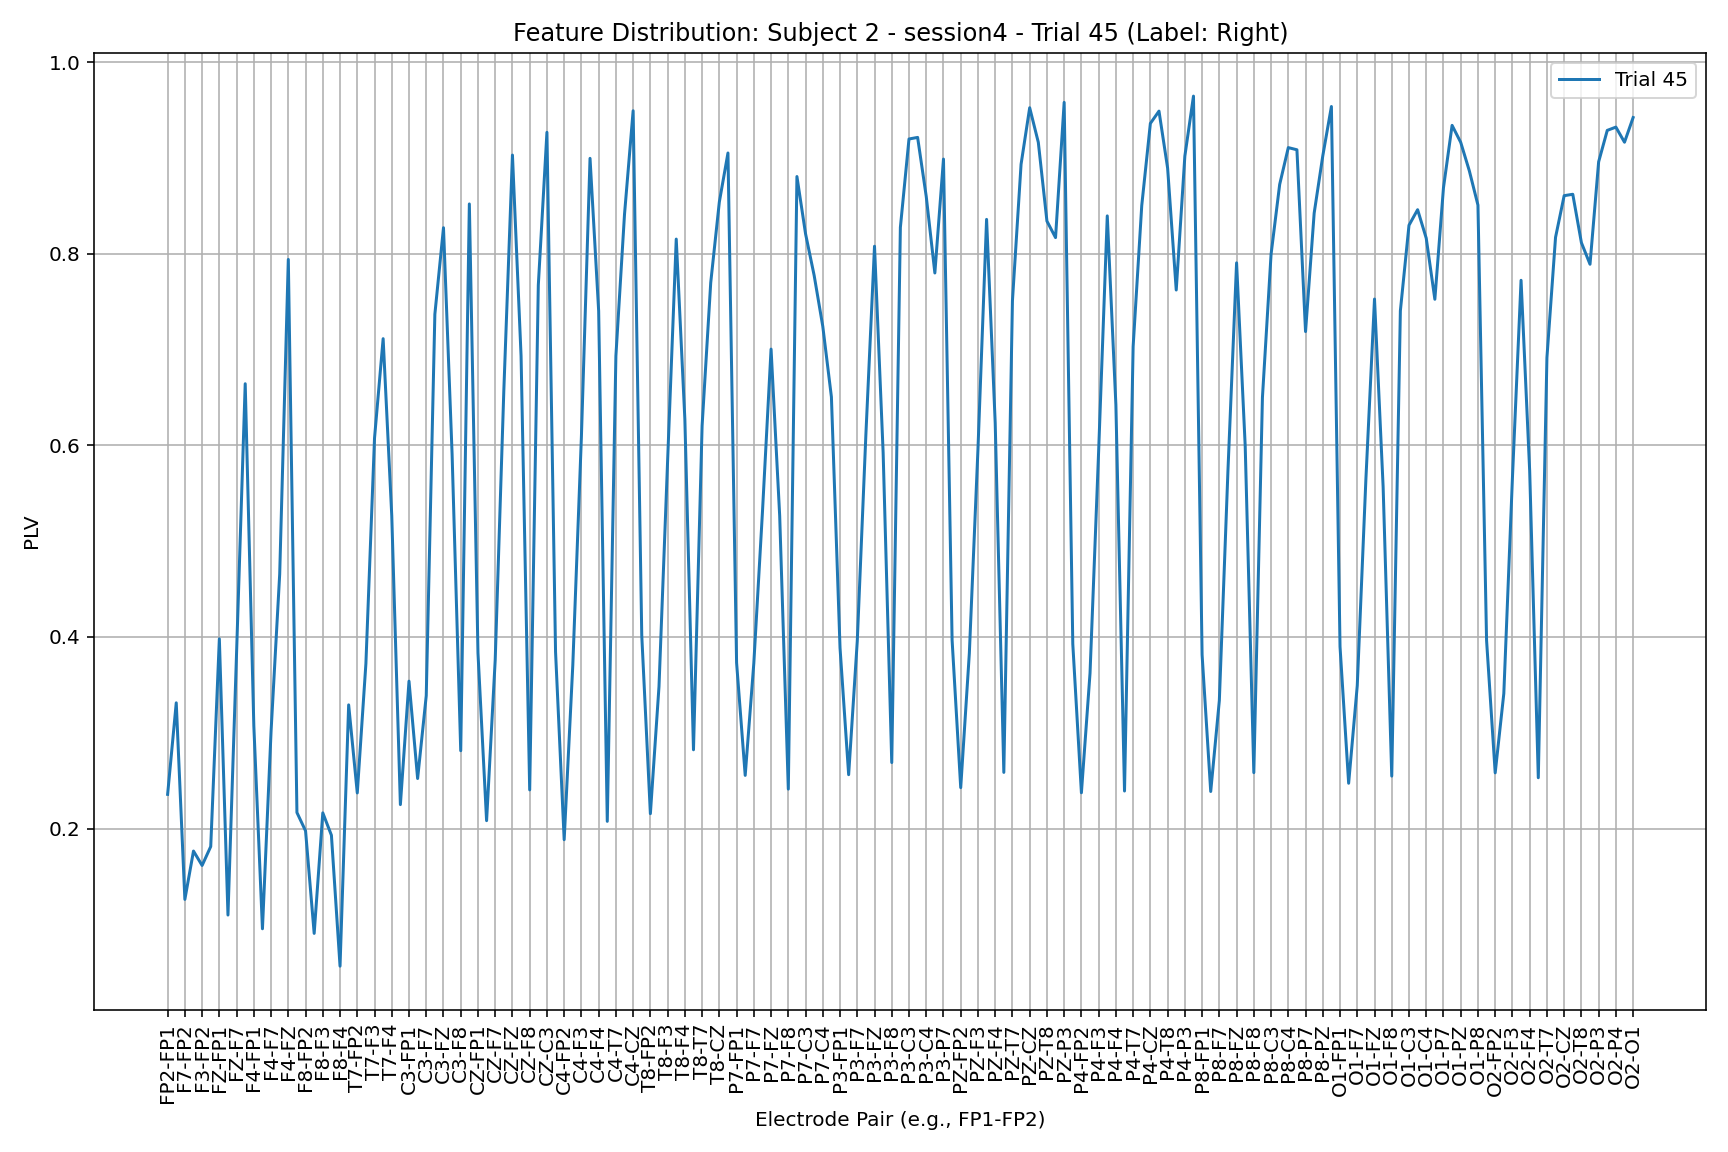 Feature Distribution: Subject 2 - session4 - Trial 45 (Label: Right)
Trial 45
1.0
0.8
0.6
0.4
0.2
PLV
FP2-FP1
F7-FP2
F3-FP2
FZ-FP1
FZ-F7
F4-FP1
F4-F7
F4-FZ
F8-FP2
F8-F3
F8-F4
T7-FP2
T7-F3
T7-F4
C3-FP1
C3-F7
C3-FZ
C3-F8
CZ-FP1
CZ-F7
CZ-FZ
CZ-F8
CZ-C3
C4-FP2
C4-F3
C4-F4
C4-T7
C4-CZ
T8-FP2
T8-F3
T8-F4
T8-T7
T8-CZ
P7-FP1
P7-F7
P7-FZ
P7-F8
P7-C3
P7-C4
P3-FP1
P3-F7
P3-FZ
P3-F8
P3-C3
P3-C4
P3-P7
PZ-FP2
PZ-F3
PZ-F4
PZ-T7
PZ-CZ
PZ-T8
PZ-P3
P4-FP2
P4-F3
P4-F4
P4-T7
P4-CZ
P4-T8
P4-P3
P8-FP1
P8-F7
P8-FZ
P8-F8
P8-C3
P8-C4
P8-P7
P8-PZ
O1-FP1
O1-F7
O1-FZ
O1-F8
O1-C3
O1-C4
O1-P7
O1-PZ
O1-P8
O2-FP2
O2-F3
O2-F4
O2-T7
O2-CZ
O2-T8
O2-P3
O2-P4
O2-O1
Electrode Pair (e.g., FP1-FP2)